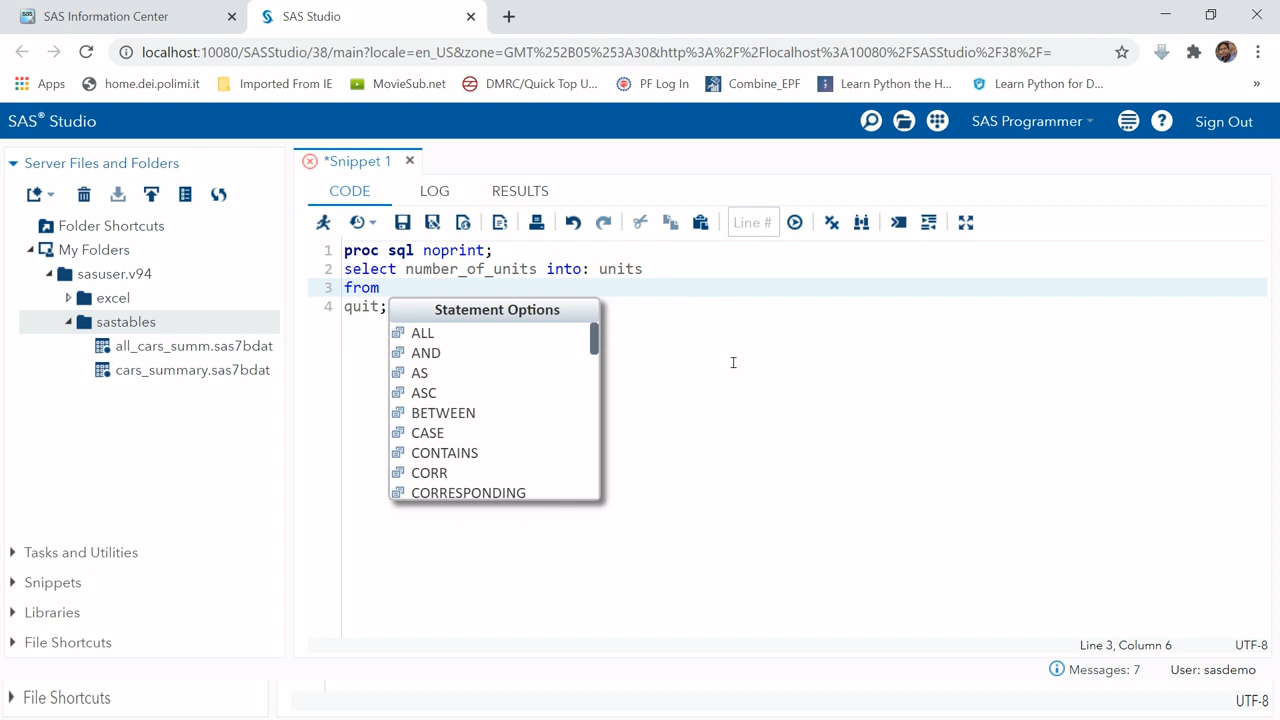 SAS Information Center
SAS Studio
localhost:10080/SASStudio/38/main?locale=en_US&zone=GMT%252B05%253A30&http%3A%2F%2Flocalhost%3A10080%2FSASStudio%2F38%2F=
Apps home.dei.polimi.it Imported From IE MovieSub.net DMRC/Quick Top U... PF Log In Combine_EPF Learn Python the H... Learn Python for D... »
SAS® Studio SAS Programmer Sign Out
Server Files and Folders
*Snippet 1
CODE LOG RESULTS
Line #
Folder Shortcuts
My Folders
sasuser.v94
excel
sastables
all_cars_summ.sas7bdat
cars_summary.sas7bdat
1 proc sql noprint;
2 select number_of_units into: units
3 from
4 quit;
Statement Options
ALL
AND
AS
ASC
BETWEEN
CASE
CONTAINS
CORR
CORRESPONDING
Tasks and Utilities
Snippets
Libraries
File Shortcuts
Line 3, Column 6 UTF-8
Messages: 7 User: sasdemo
File Shortcuts
UTF-8